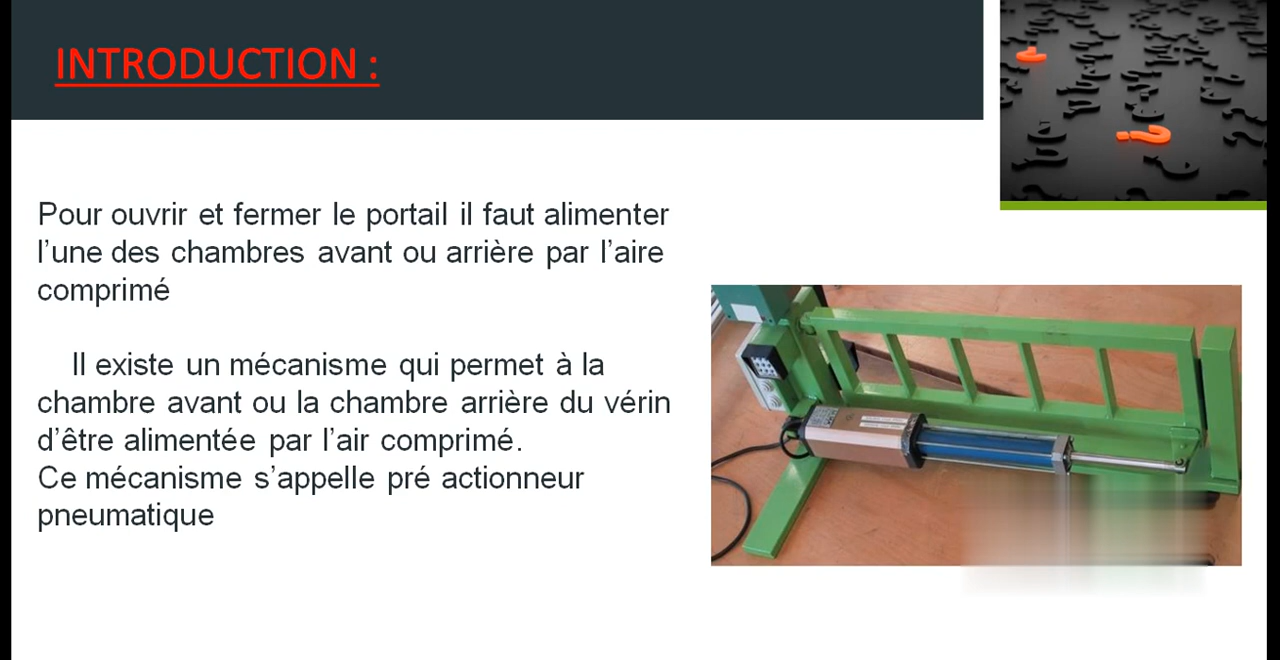 INTRODUCTION :
Pour ouvrir et fermer le portail il faut alimenter
l’une des chambres avant ou arrière par l’aire
comprimé
Il existe un mécanisme qui permet à la
chambre avant ou la chambre arrière du vérin
d’être alimentée par l’air comprimé.
Ce mécanisme s’appelle pré actionneur
pneumatique